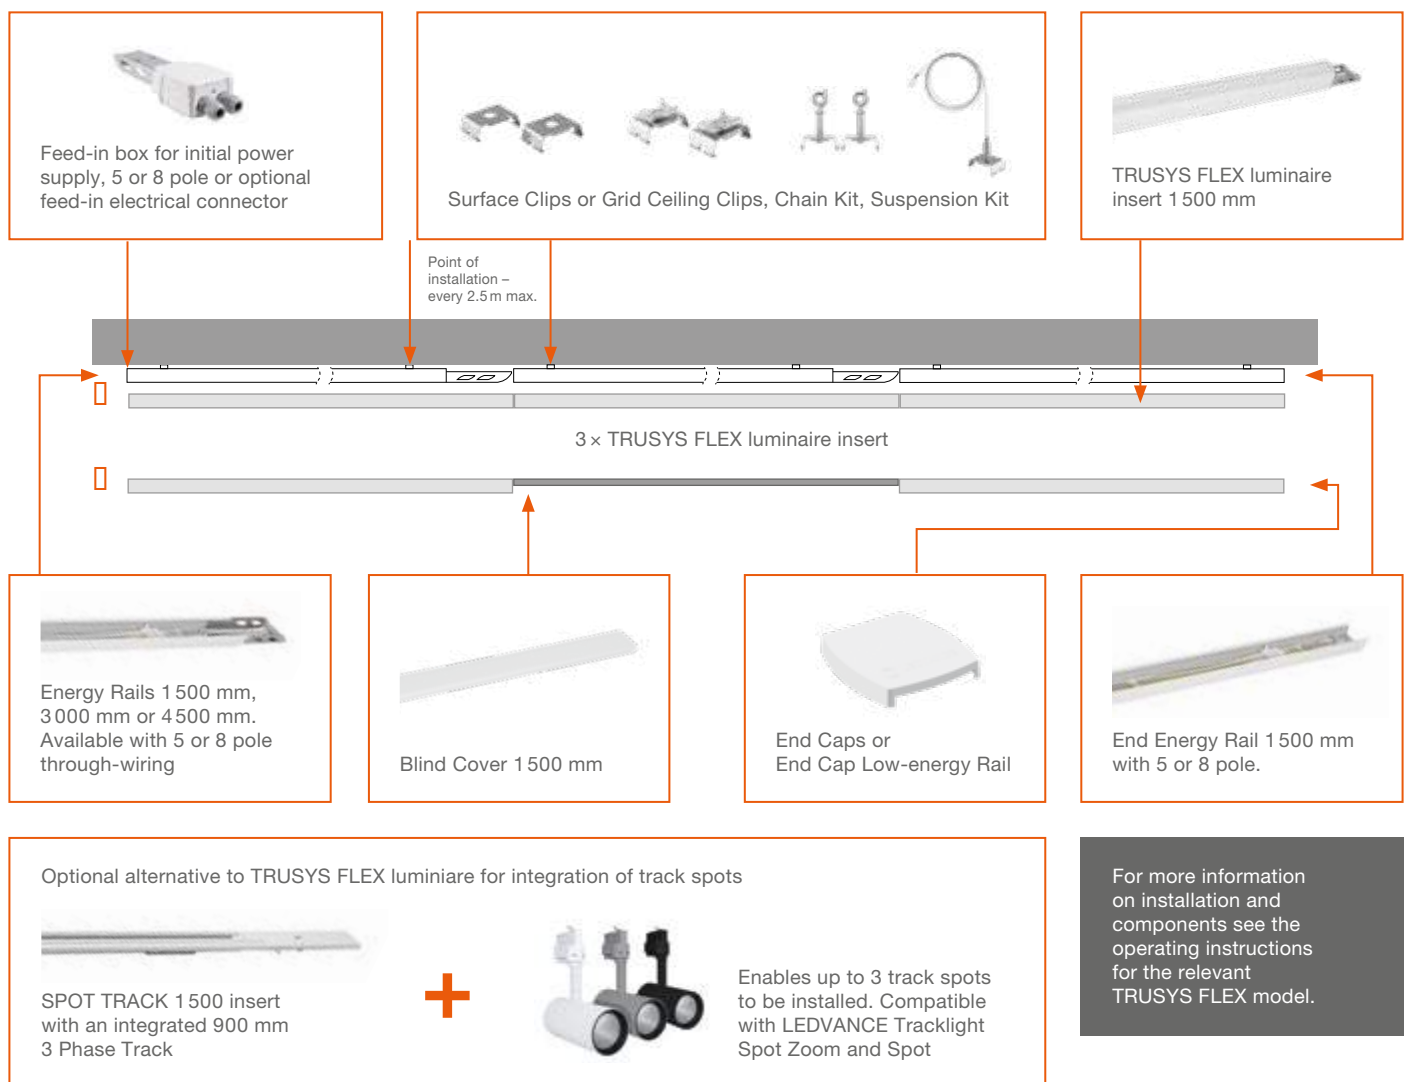 Feed-in box for initial power
supply, 5 or 8 pole or optional
feed-in electrical connector
Surface Clips or Grid Ceiling Clips, Chain Kit, Suspension Kit
TRUSYS FLEX luminaire
insert 1 500 mm
Point of
installation –
every 2.5 m max.
3 × TRUSYS FLEX luminaire insert
Energy Rails 1 500 mm,
3 000 mm or 4 500 mm.
Available with 5 or 8 pole
through-wiring
Blind Cover 1 500 mm
End Caps or
End Cap Low-energy Rail
End Energy Rail 1 500 mm
with 5 or 8 pole.
Optional alternative to TRUSYS FLEX luminiare for integration of track spots
SPOT TRACK 1 500 insert
with an integrated 900 mm
3 Phase Track
Enables up to 3 track spots
to be installed. Compatible
with LEDVANCE Tracklight
Spot Zoom and Spot
For more information
on installation and
components see the
operating instructions
for the relevant
TRUSYS FLEX model.